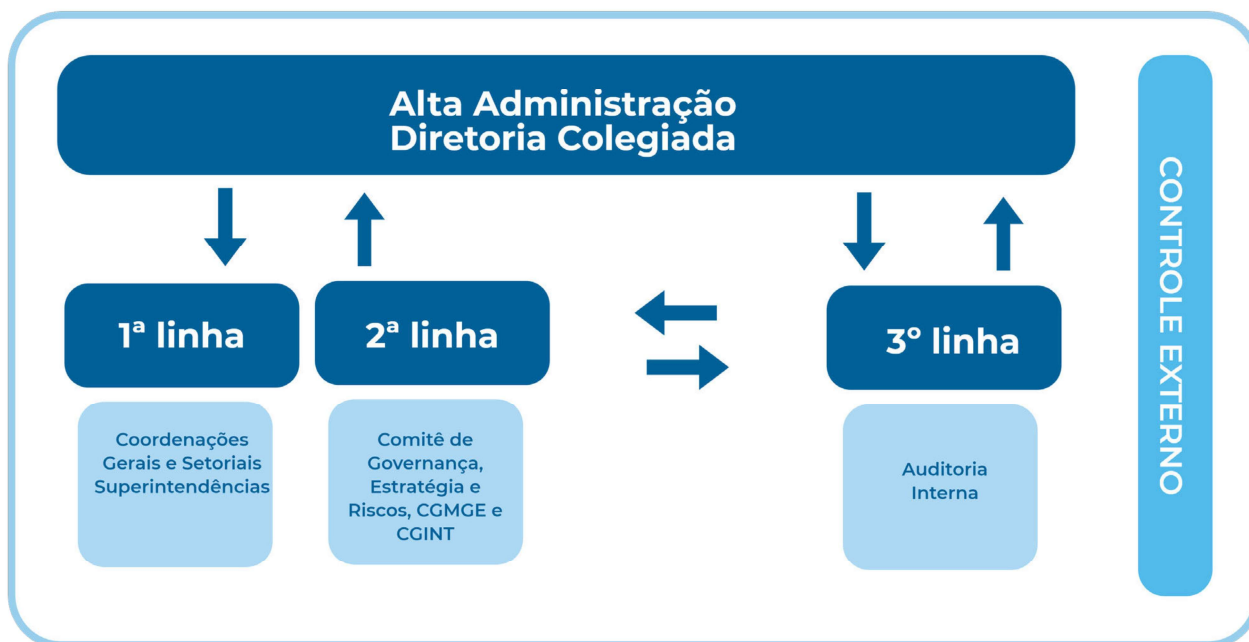 Alta Administração
Diretoria Colegiada
1ª linha
2ª linha
3º linha
Coordenações
Gerais e Setoriais
Superintendências
Comitê de
Governança,
Estratégia e
Riscos, CGMGE e
CGINT
Auditoria
Interna
CONTROLE EXTERNO